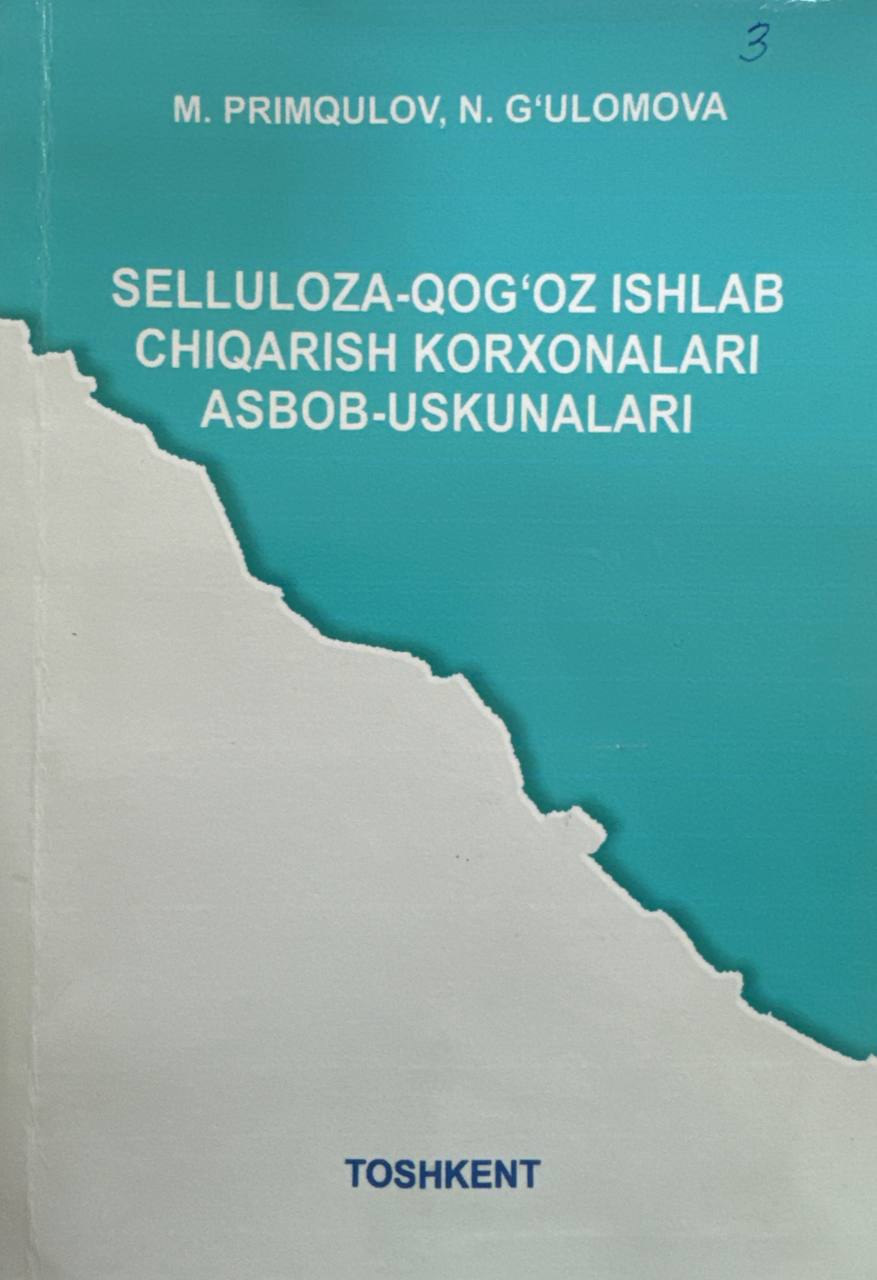 3
M. PRIMQULOV, N. G‘ULOMOVA
SELLULOZA-QOG‘OZ ISHLAB
CHIQARISH KORXONALARI
ASBOB-USKUNALARI
TOSHKENT